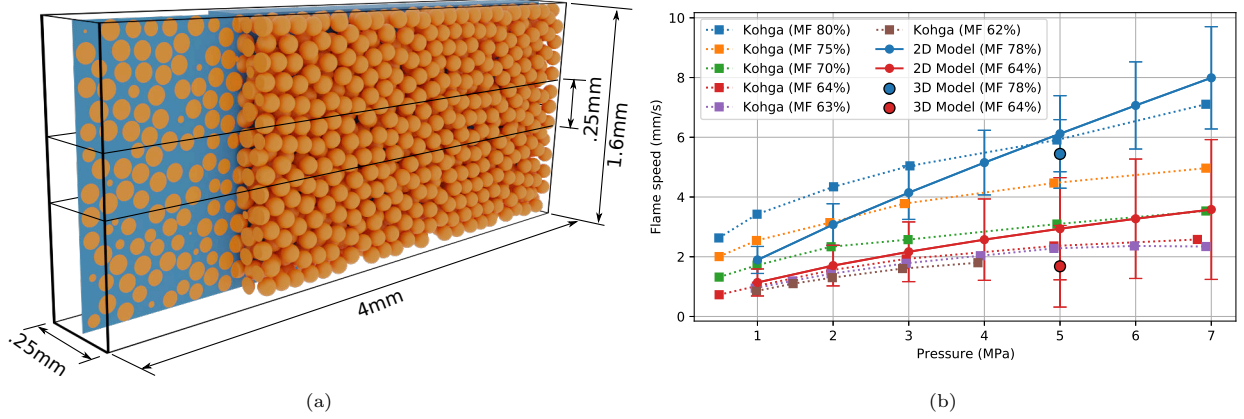 .25mm
1.6mm
4mm
.25mm
(a)
Flame speed (mm/s)
10
8
6
4
2
0
Kohga (MF 80%)
Kohga (MF 75%)
Kohga (MF 70%)
Kohga (MF 64%)
Kohga (MF 63%)
Kohga (MF 62%)
2D Model (MF 78%)
2D Model (MF 64%)
3D Model (MF 78%)
3D Model (MF 64%)
1 2 3 4 5 6 7
Pressure (MPa)
(b)